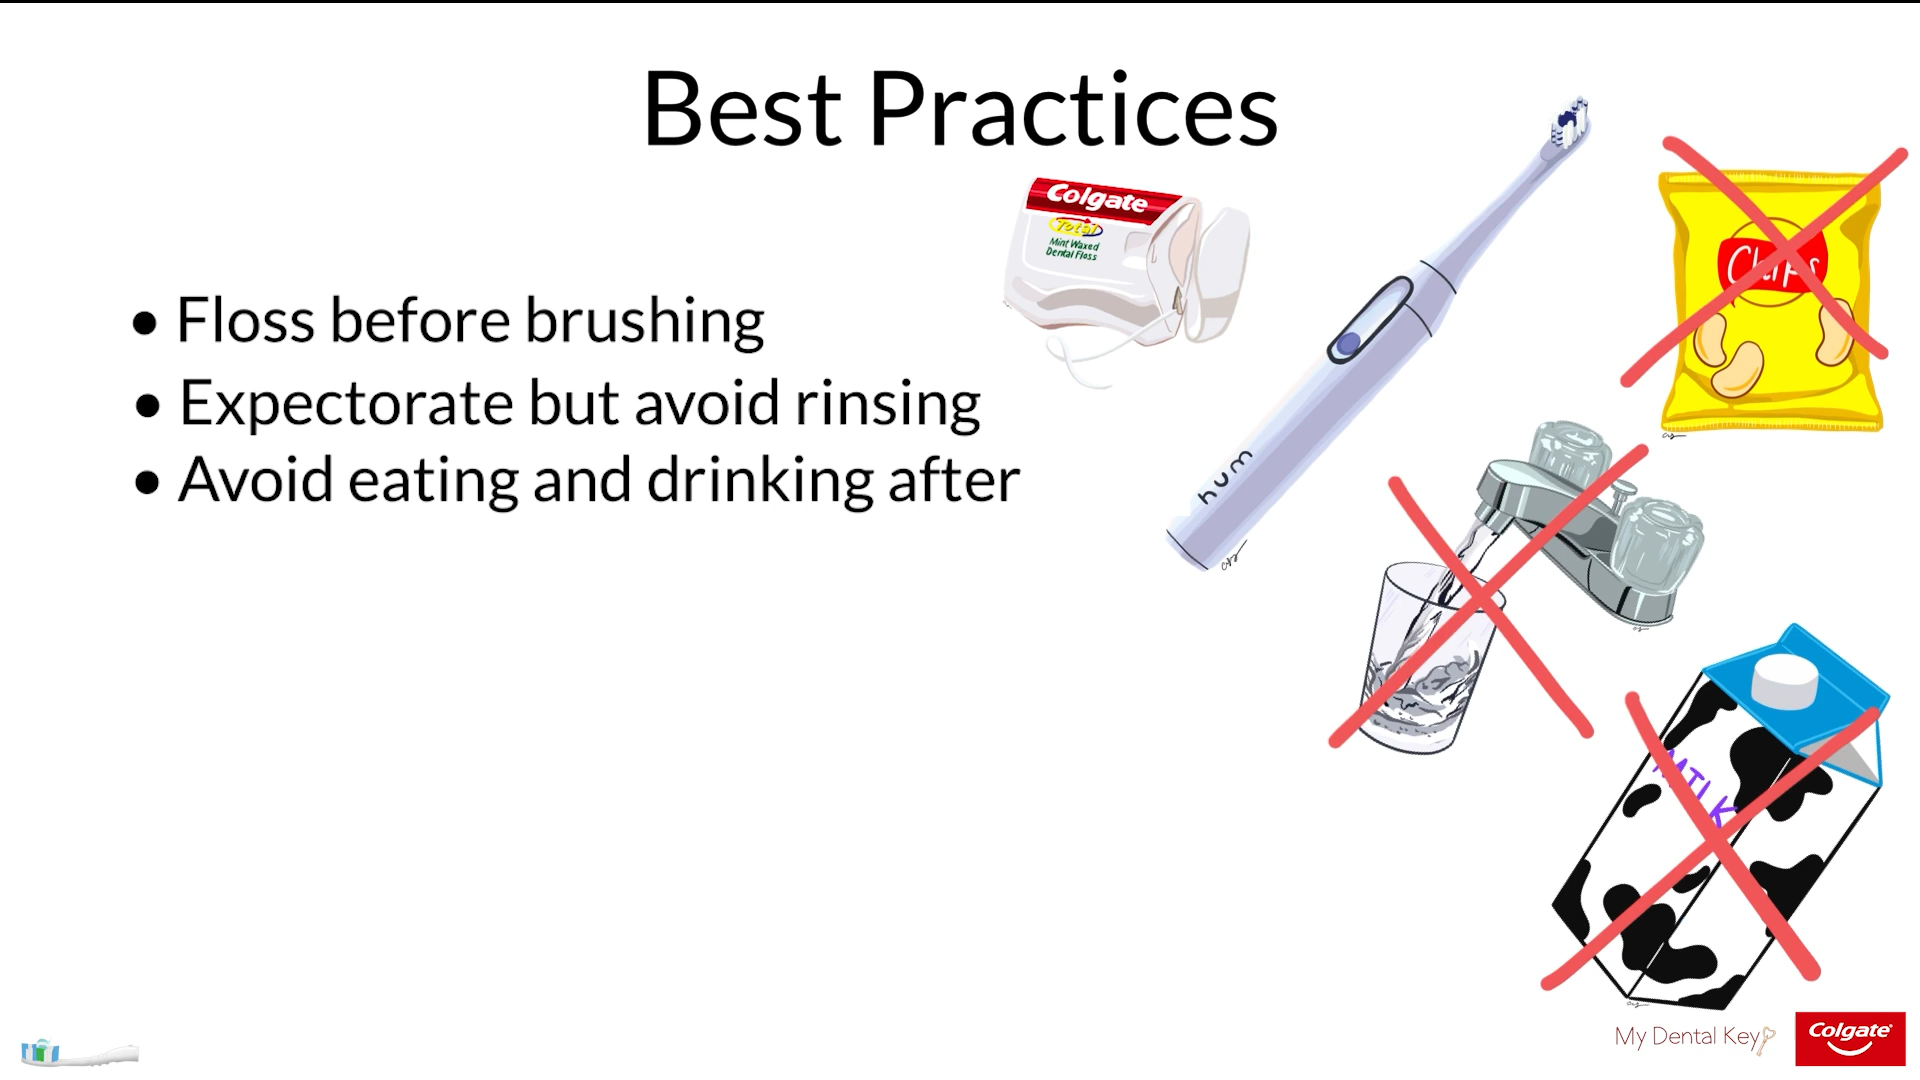 Best Practices
Colgate
Total
Mint Waxed
Dental Floss
Chips
• Floss before brushing
• Expectorate but avoid rinsing
• Avoid eating and drinking after
hum
MILK
My Dental Key
Colgate